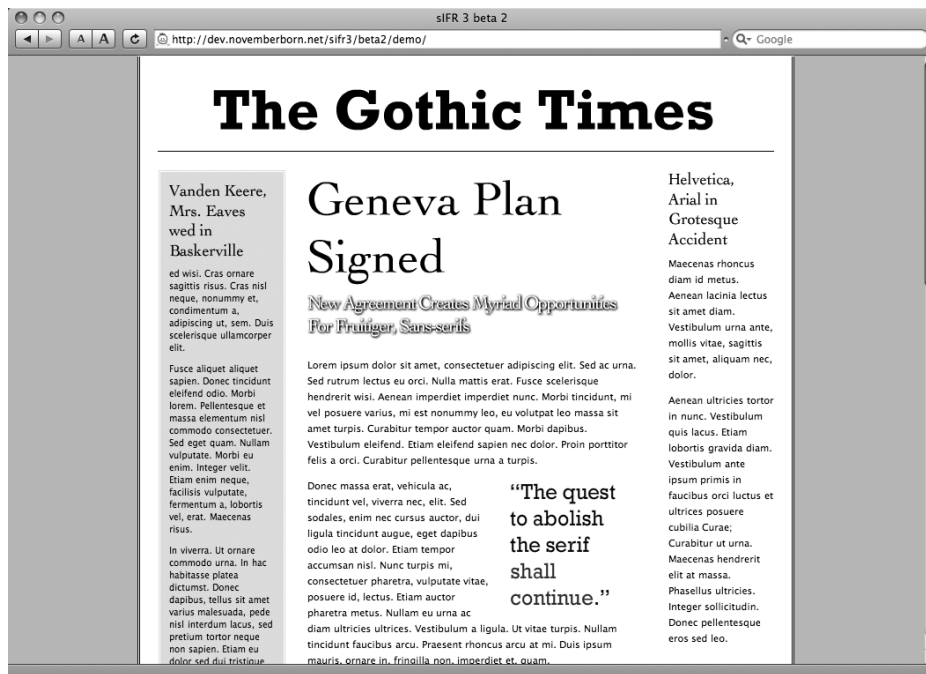 sIFR 3 beta 2
A A
http://dev.novemberborn.net/sifr3/beta2/demo/
Google
The Gothic Times
Vanden Keere,
Mrs. Eaves
wed in
Baskerville
ed wisi. Cras ornare
sagittis risus. Cras nisl
neque, nonummy et,
condimentum a,
adipiscing ut, sem. Duis
scelerisque ullamcorper
elit.
Fusce aliquet aliquet
sapien. Donec tincidunt
eleifend odio. Morbi
lorem. Pellentesque et
massa elementum nisl
commodo consectetuer.
Sed eget quam. Nullam
vulputate. Morbi eu
enim. Integer velit.
Etiam enim neque,
facilisis vulputate,
fermentum a, lobortis
vel, erat. Maecenas
risus.
In viverra. Ut ornare
commodo urna. In hac
habitasse platea
dictumst. Donec
dapibus, tellus sit amet
varius malesuada, pede
nisl interdum lacus, sed
pretium tortor neque
non sapien. Etiam eu
dolor sed dui tristique
Geneva Plan
Signed
New Agreement Creates Myriad Opportunities
For Fruitiger, Sans-serifs
Lorem ipsum dolor sit amet, consectetuer adipiscing elit. Sed ac urna.
Sed rutrum lectus eu orci. Nulla mattis erat. Fusce scelerisque
hendrerit wisi. Aenean imperdiet imperdiet nunc. Morbi tincidunt, mi
vel posuere varius, mi est nonummy leo, eu volutpat leo massa sit
amet turpis. Curabitur tempor auctor quam. Morbi dapibus.
Vestibulum eleifend. Etiam eleifend sapien nec dolor. Proin porttitor
felis a orci. Curabitur pellentesque urna a turpis.
Donec massa erat, vehicula ac,
tincidunt vel, viverra nec, elit. Sed
sodales, enim nec cursus auctor, dui
ligula tincidunt augue, eget dapibus
odio leo at dolor. Etiam tempor
accumsan nisl. Nunc turpis mi,
consectetuer pharetra, vulputate vitae,
posuere id, lectus. Etiam auctor
pharetra metus. Nullam eu urna ac
diam ultricies ultrices. Vestibulum a ligula. Ut vitae turpis. Nullam
tincidunt faucibus arcu. Praesent rhoncus arcu at mi. Duis ipsum
mauris, ornare in, fringilla non, imperdiet et, quam.
“The quest
to abolish
the serif
shall
continue.”
Helvetica,
Arial in
Grotesque
Accident
Maecenas rhoncus
diam id metus.
Aenean lacinia lectus
sit amet diam.
Vestibulum urna ante,
mollis vitae, sagittis
sit amet, aliquam nec,
dolor.
Aenean ultricies tortor
in nunc. Vestibulum
quis lacus. Etiam
lobortis gravida diam.
Vestibulum ante
ipsum primis in
faucibus orci luctus et
ultrices posuere
cubilia Curae;
Curabitur ut urna.
Maecenas hendrerit
elit at massa.
Phasellus ultricies.
Integer sollicitudin.
Donec pellentesque
eros sed leo.